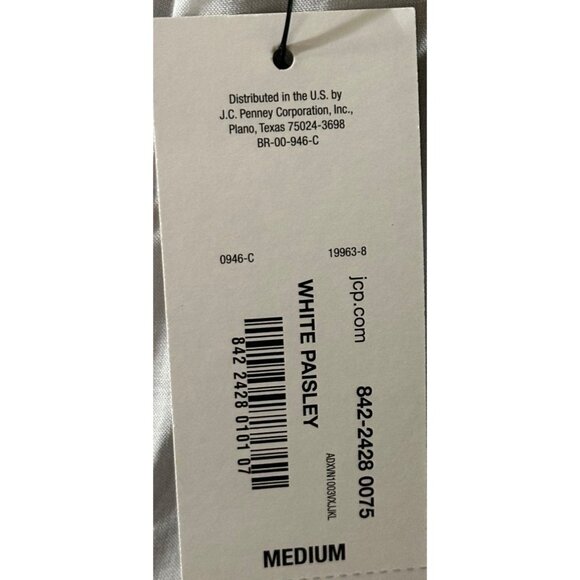 Distributed in the U.S. by
J.C. Penney Corporation, Inc.,
Plano, Texas 75024-3698
BR-00-946-C
0946-C
19963-8
jcp.com
842-2428 0075
WHITE PAISLEY
ADXVN1003VXJJKL
842 2428 0101 07
MEDIUM